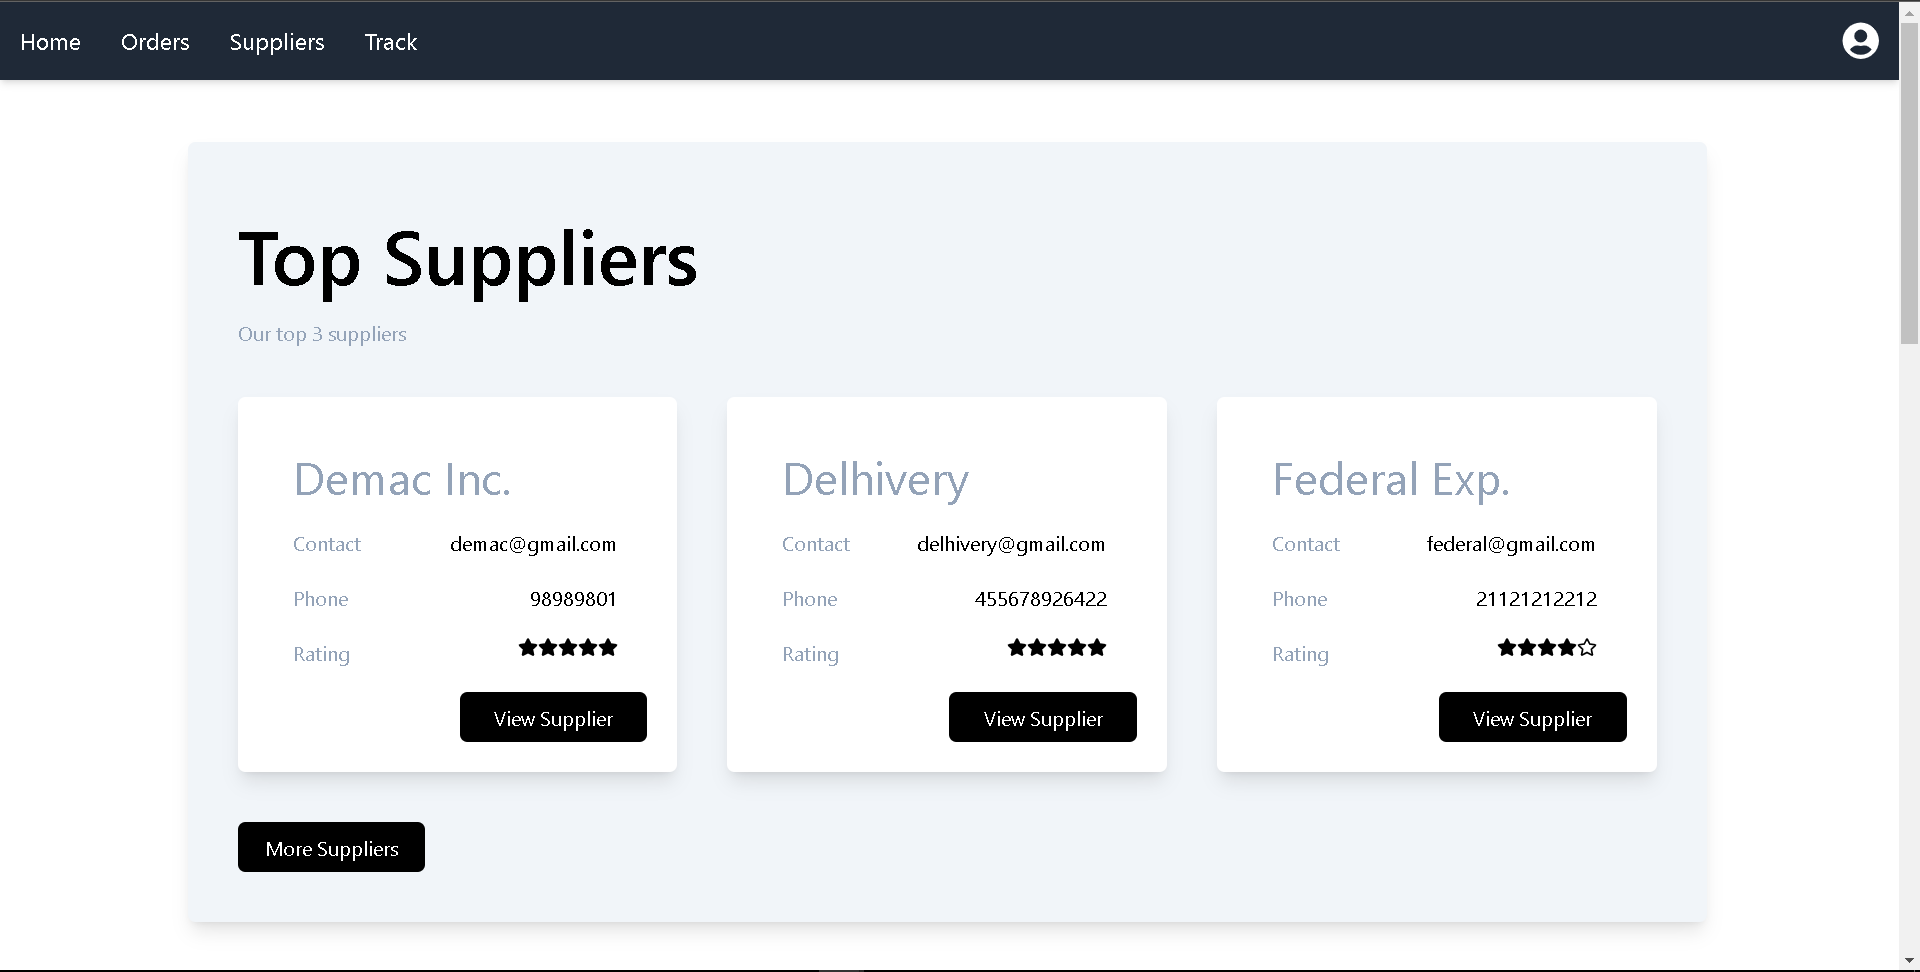 Home Orders Suppliers Track
Top Suppliers
Our top 3 suppliers
Demac Inc.
Contact demac@gmail.com
Phone 98989801
Rating
View Supplier
Delhivery
Contact delhivery@gmail.com
Phone 455678926422
Rating
View Supplier
Federal Exp.
Contact federal@gmail.com
Phone 21121212212
Rating
View Supplier
More Suppliers